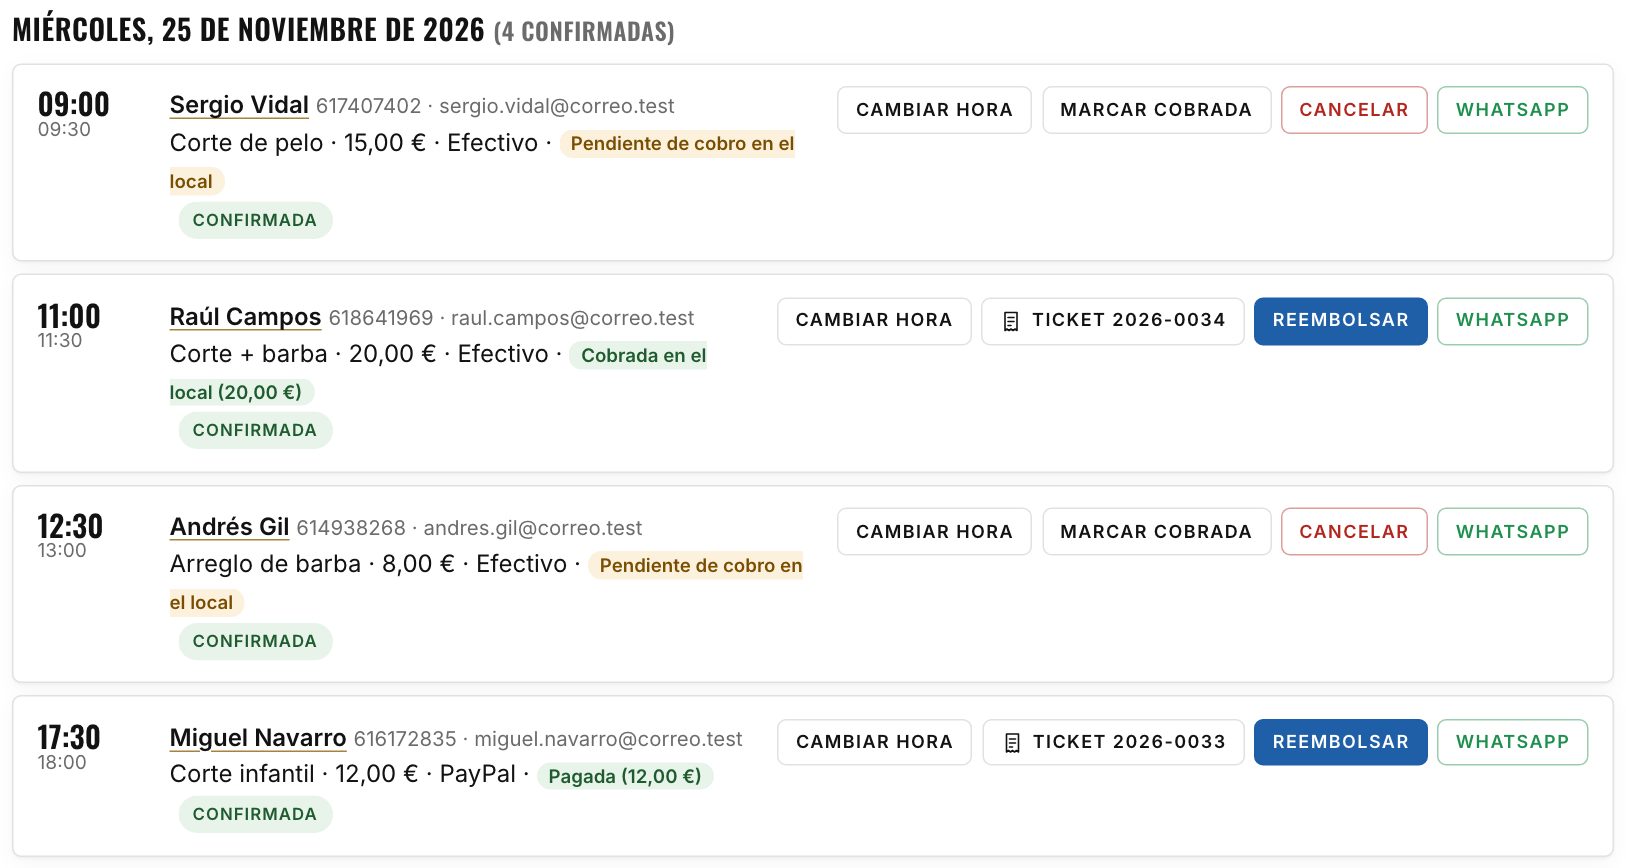 MIÉRCOLES, 25 DE NOVIEMBRE DE 2026 (4 CONFIRMADAS)
09:00
09:30
Sergio Vidal 617407402 · sergio.vidal@correo.test
Corte de pelo · 15,00 € · Efectivo · Pendiente de cobro en el
local
CONFIRMADA
CAMBIAR HORA
MARCAR COBRADA
CANCELAR
WHATSAPP
11:00
11:30
Raúl Campos 618641969 · raul.campos@correo.test
Corte + barba · 20,00 € · Efectivo · Cobrada en el
local (20,00 €)
CONFIRMADA
CAMBIAR HORA
TICKET 2026-0034
REEMBOLSAR
WHATSAPP
12:30
13:00
Andrés Gil 614938268 · andres.gil@correo.test
Arreglo de barba · 8,00 € · Efectivo · Pendiente de cobro en
el local
CONFIRMADA
CAMBIAR HORA
MARCAR COBRADA
CANCELAR
WHATSAPP
17:30
18:00
Miguel Navarro 616172835 · miguel.navarro@correo.test
Corte infantil · 12,00 € · PayPal · Pagada (12,00 €)
CONFIRMADA
CAMBIAR HORA
TICKET 2026-0033
REEMBOLSAR
WHATSAPP